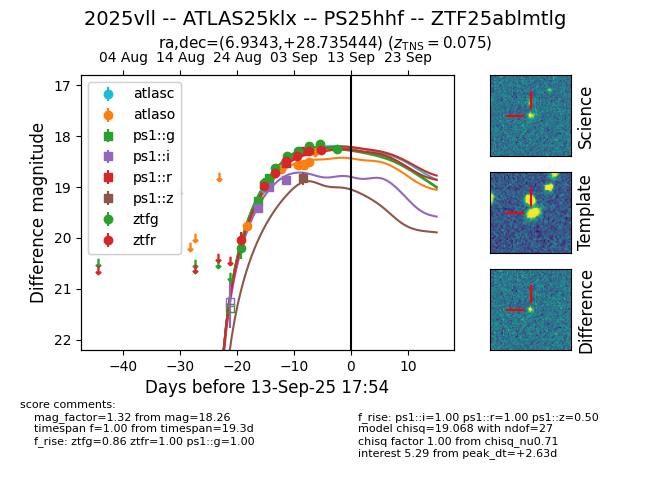 2025vll -- ATLAS25klx -- PS25hhf -- ZTF25ablmtlg
ra,dec=(6.9343,+28.735444) (zTNS = 0.075)
04 Aug 14 Aug 24 Aug 03 Sep 13 Sep 23 Sep
17
18
19
20
21
22
Difference magnitude
atlasc
atlaso
ps1::g
ps1::i
ps1::r
ps1::z
ztfg
ztfr
−40 −30 −20 −10 0 10
Days before 13-Sep-25 17:54
Science
Template
Difference
score comments:
mag_factor=1.32 from mag=18.26
timespan f=1.00 from timespan=19.3d
f_rise: ztfg=0.86 ztfr=1.00 ps1::g=1.00
f_rise: ps1::i=1.00 ps1::r=1.00 ps1::z=0.50
model chisq=19.068 with ndof=27
chisq factor 1.00 from chisq_nu0.71
interest 5.29 from peak_dt=+2.63d